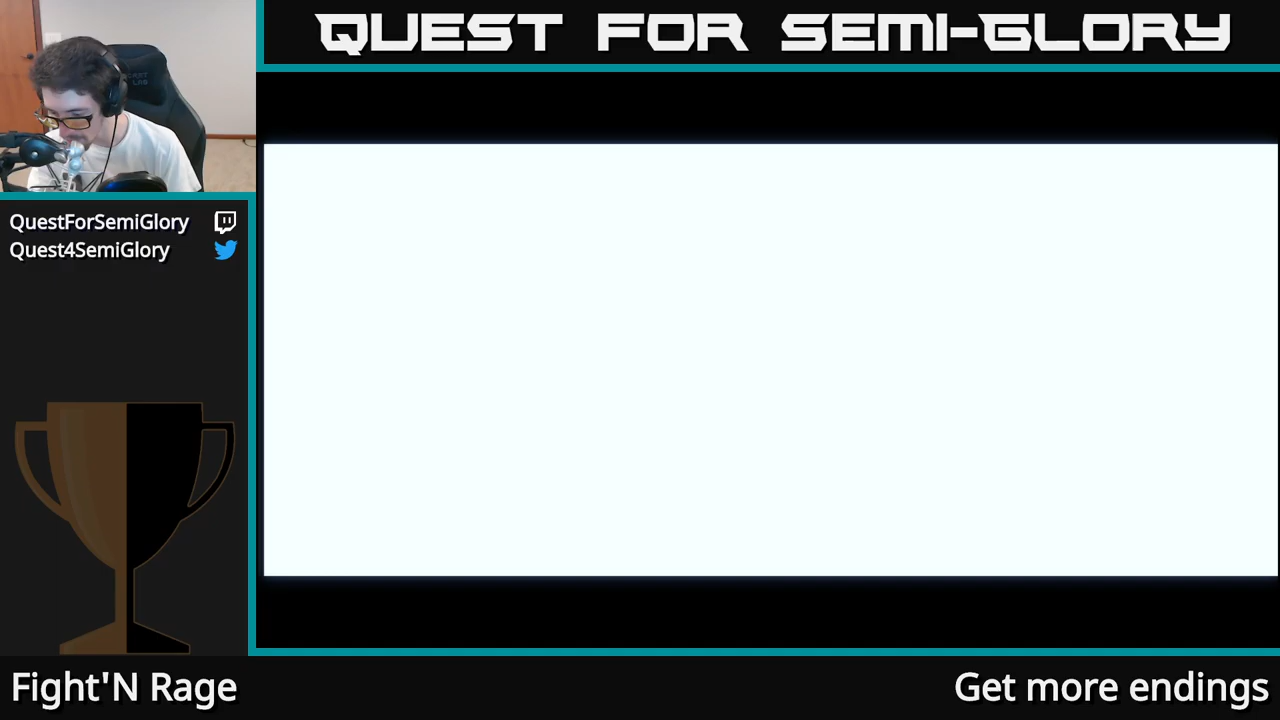 QUEST FOR SEMI-GLORY
QuestForSemiGlory
Quest4SemiGlory
Fight'N Rage
Get more endings